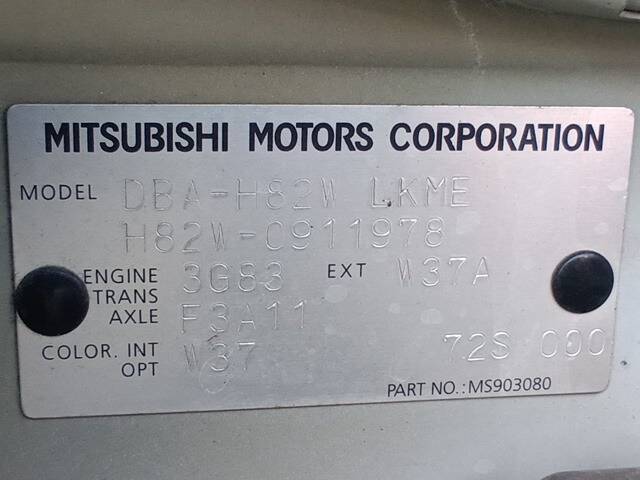 MITSUBISHI MOTORS CORPORATION
MODEL DBA-H82W LKME
H82W-0911978
ENGINE 3G83 EXT W37A
TRANS
AXLE F3A11
COLOR. INT W37 72S 000
OPT
PART NO.:MS903080